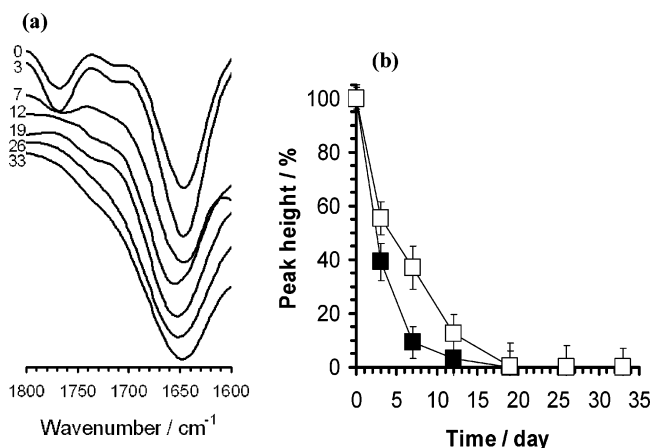 (a)
0
3
7
12
19
26
33
1800 1750 1700 1650 1600
Wavenumber / cm-1
(b)
Peak height / %
100
80
60
40
20
0
0 5 10 15 20 25 30 35
Time / day